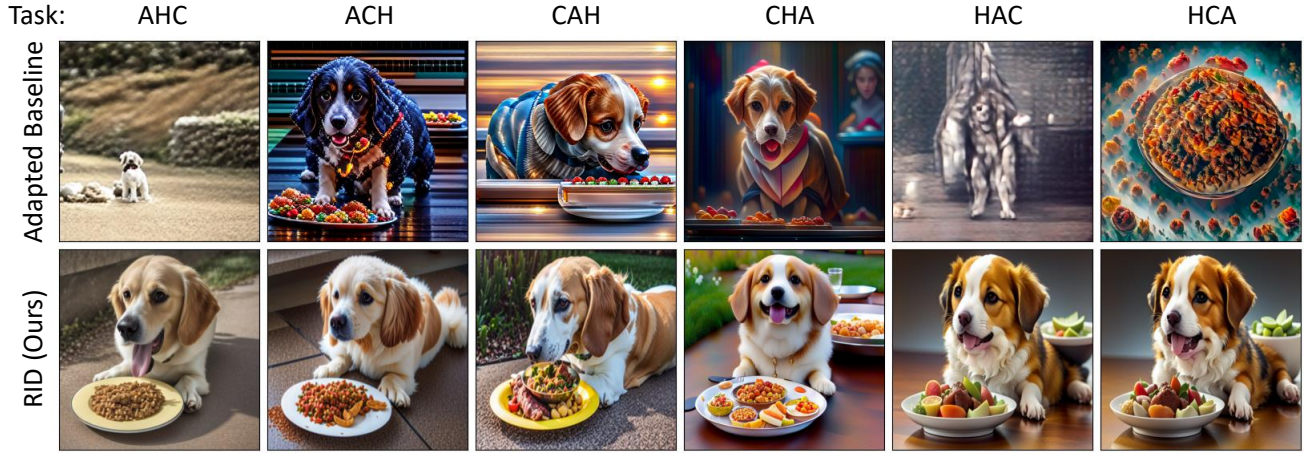 Task: AHC ACH CAH CHA HAC HCA
Adapted Baseline
RID (Ours)